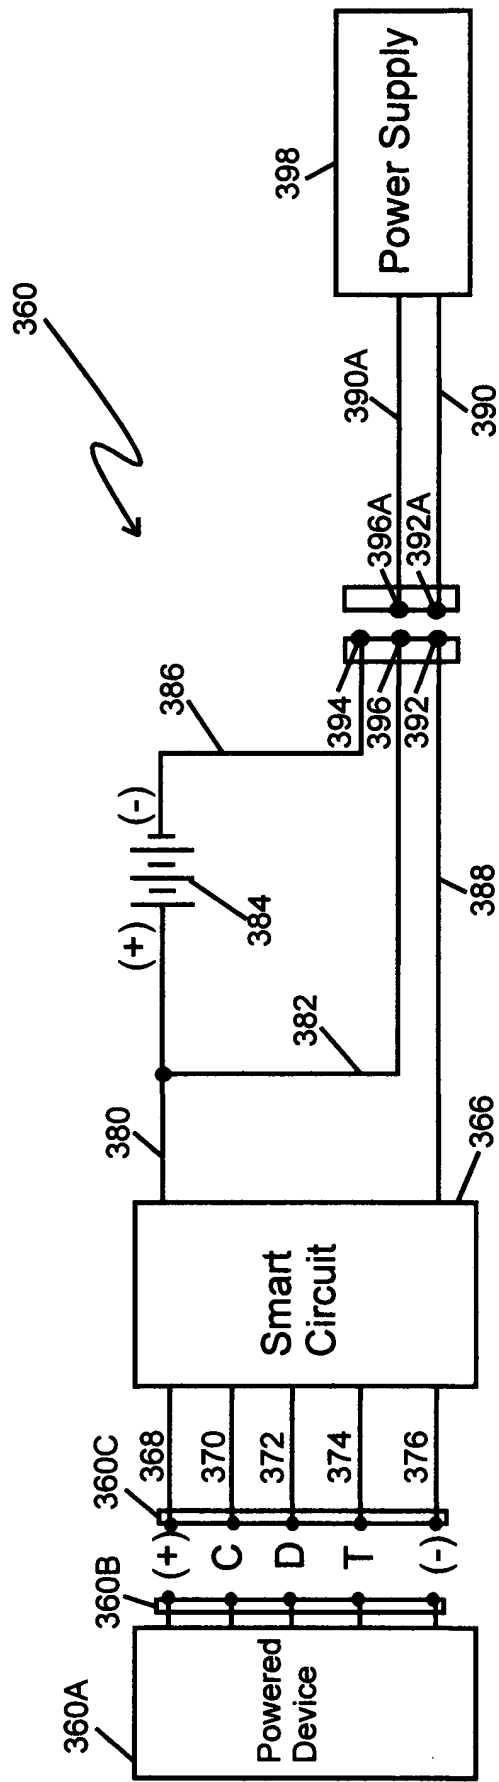 360
360A
Powered
Device
360B
360C
(+)
C
D
T
(-)
368
370
372
374
376
Smart
Circuit
366
380
382
(+)
(-)
384
386
388
394
396
392
396A
392A
390A
390
398
Power Supply